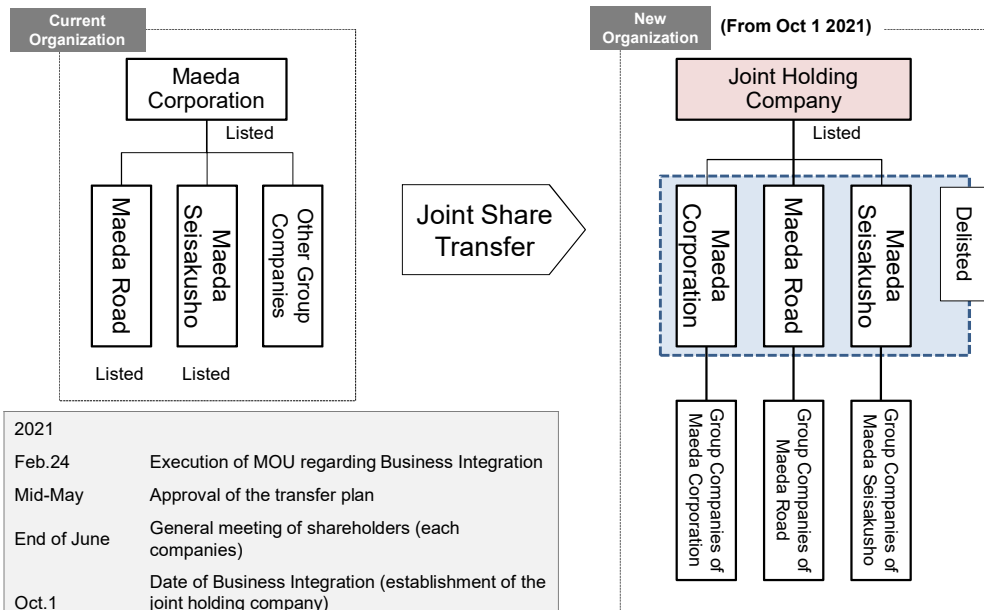 Current
Organization
Maeda
Corporation
Listed
Maeda Road
Maeda
Seisakusho
Other Group
Companies
Listed
Listed
Joint Share
Transfer
New
Organization
(From Oct 1 2021)
Joint Holding
Company
Listed
Maeda
Corporation
Maeda Road
Maeda
Seisakusho
Delisted
Group Companies of
Maeda Corporation
Group Companies of
Maeda Road
Group Companies of
Maeda Seisakusho
2021
Feb.24 Execution of MOU regarding Business Integration
Mid-May Approval of the transfer plan
End of June General meeting of shareholders (each
companies)
Oct.1 Date of Business Integration (establishment of the
joint holding company)